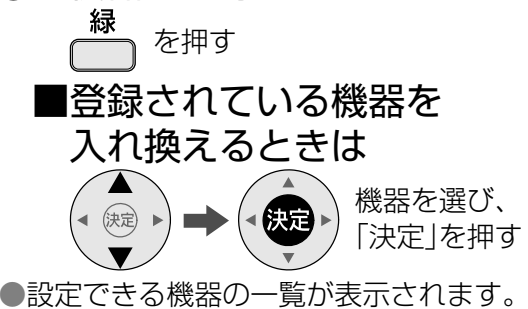 緑
を押す
■登録されている機器を
入れ換えるときは
決定
決定
機器を選び、
「決定」を押す
●設定できる機器の一覧が表示されます。